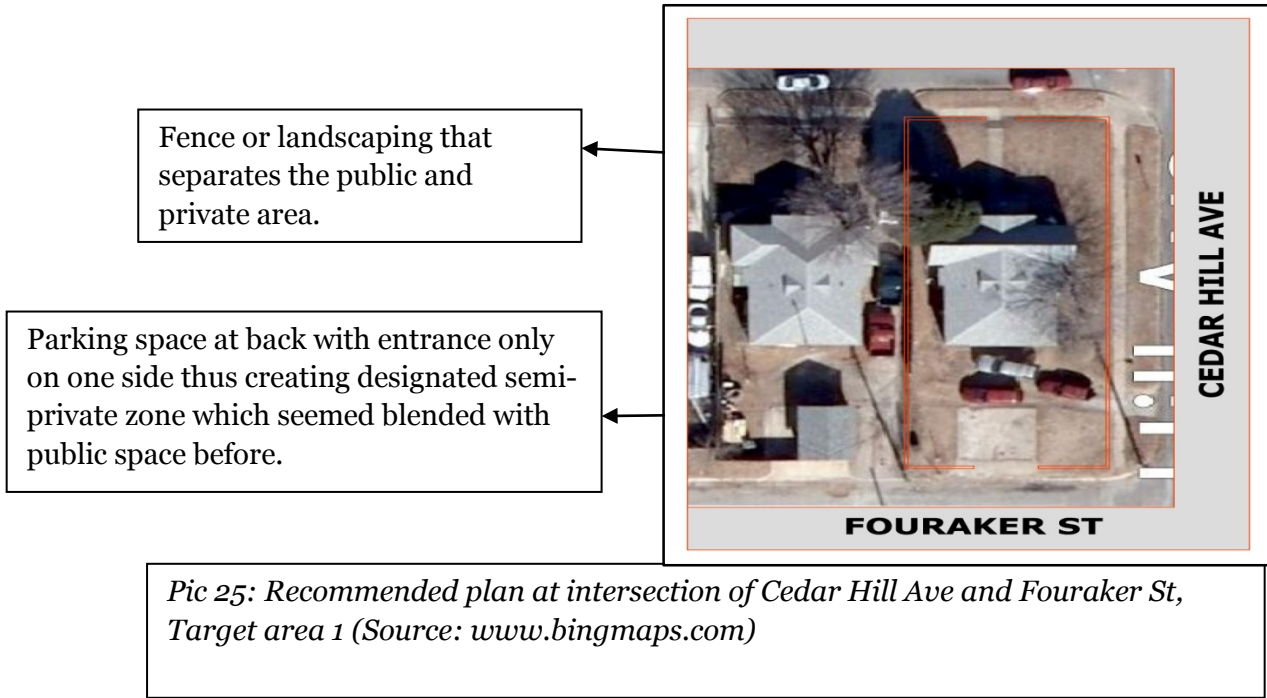 Fence or landscaping that
separates the public and
private area.
Parking space at back with entrance only
on one side thus creating designated semi-
private zone which seemed blended with
public space before.
CEDAR HILL AVE
FOURAKER ST
Pic 25: Recommended plan at intersection of Cedar Hill Ave and Fouraker St,
Target area 1 (Source: www.bingmaps.com)